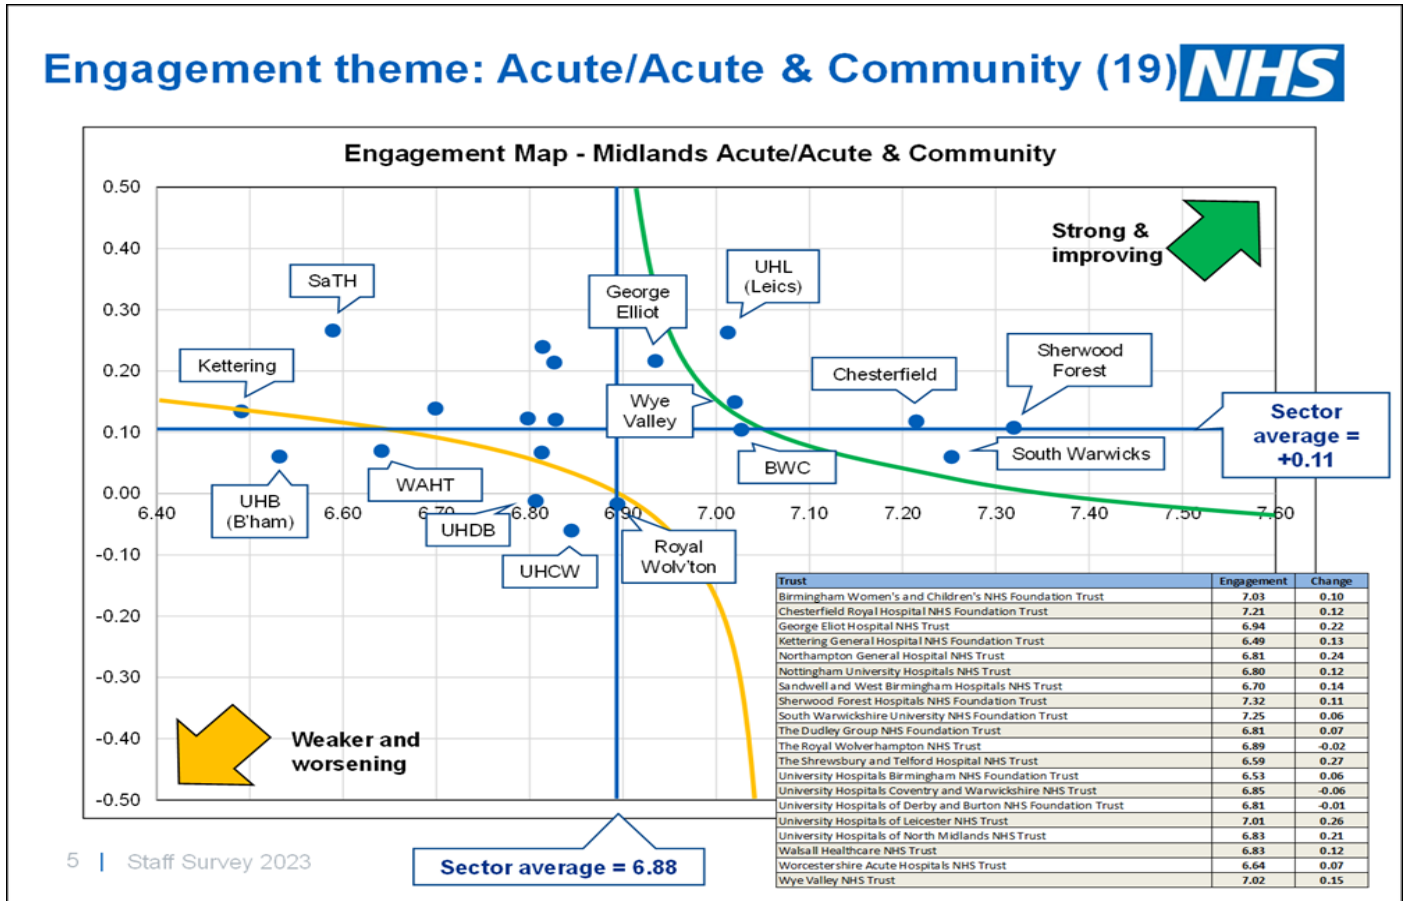 Engagement theme: Acute/Acute & Community (19)
NHS
Engagement Map - Midlands Acute/Acute & Community
0.50
0.40
0.30
0.20
0.10
0.00
-0.10
-0.20
-0.30
-0.40
-0.50
6.40
6.60
6.80
6.90
7.00
7.10
7.20
7.30
7.40
7.50
7.60
Strong &
improving
Weaker and
worsening
SaTH
Kettering
George
Elliot
UHL
(Leics)
Sherwood
Forest
Chesterfield
Wye
Valley
South Warwicks
BWC
WAHT
UHB
(B'ham)
UHDB
UHCW
Royal
Wolv'ton
Sector
average =
+0.11
Sector average = 6.88
Trust Engagement Change
Birmingham Women's and Children's NHS Foundation Trust 7.03 0.10
Chesterfield Royal Hospital NHS Foundation Trust 7.21 0.12
George Eliot Hospital NHS Trust 6.94 0.22
Kettering General Hospital NHS Foundation Trust 6.49 0.13
Northampton General Hospital NHS Trust 6.81 0.24
Nottingham University Hospitals NHS Trust 6.80 0.12
Sandwell and West Birmingham Hospitals NHS Trust 6.70 0.14
Sherwood Forest Hospitals NHS Foundation Trust 7.32 0.11
South Warwickshire University NHS Foundation Trust 7.25 0.06
The Dudley Group NHS Foundation Trust 6.81 0.07
The Royal Wolverhampton NHS Trust 6.89 -0.02
The Shrewsbury and Telford Hospital NHS Trust 6.59 0.27
University Hospitals Birmingham NHS Foundation Trust 6.53 0.06
University Hospitals Coventry and Warwickshire NHS Trust 6.85 -0.06
University Hospitals of Derby and Burton NHS Foundation Trust 6.81 -0.01
University Hospitals of Leicester NHS Trust 7.01 0.26
University Hospitals of North Midlands NHS Trust 6.83 0.21
Walsall Healthcare NHS Trust 6.83 0.12
Worcestershire Acute Hospitals NHS Trust 6.64 0.07
Wye Valley NHS Trust 7.02 0.15
5 | Staff Survey 2023